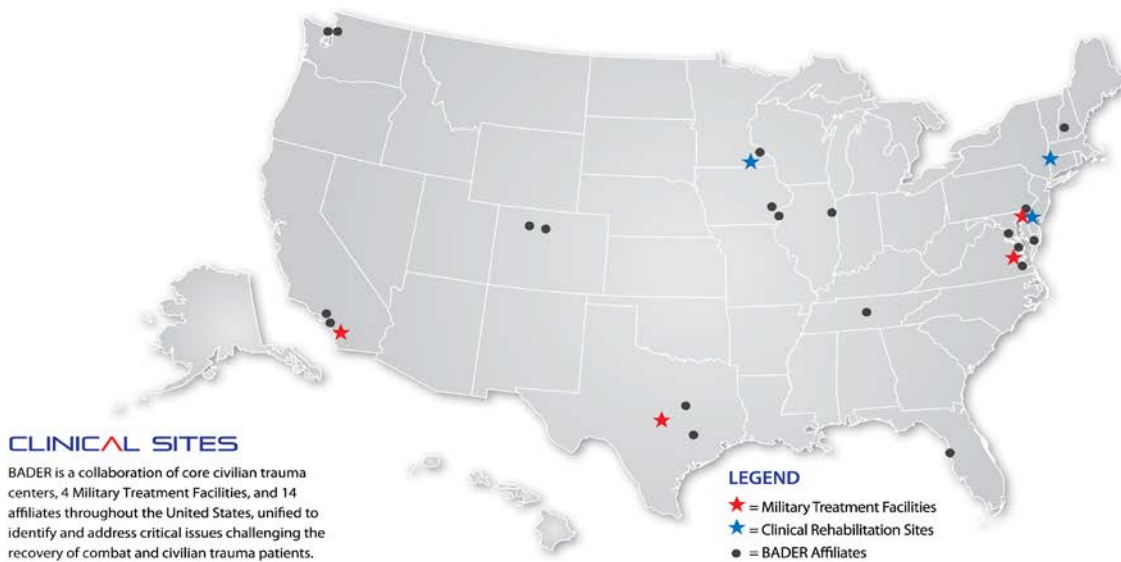 CLINICAL SITES
BADER is a collaboration of core civilian trauma
centers, 4 Military Treatment Facilities, and 14
affiliates throughout the United States, unified to
identify and address critical issues challenging the
recovery of combat and civilian trauma patients.
LEGEND
= Military Treatment Facilities
= Clinical Rehabilitation Sites
= BADER Affiliates